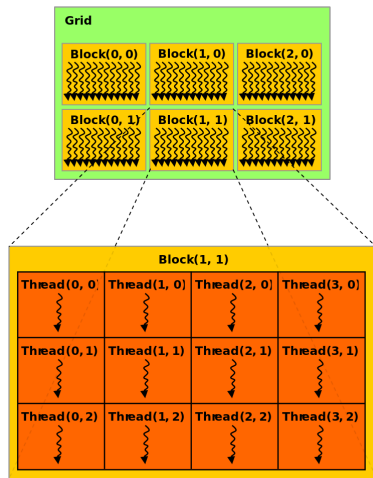 Grid
Block(0, 0) Block(1, 0) Block(2, 0)
Block(0, 1) Block(1, 1) Block(2, 1)
Block(1, 1)
Thread(0, 0) Thread(1, 0) Thread(2, 0) Thread(3, 0)
Thread(0, 1) Thread(1, 1) Thread(2, 1) Thread(3, 1)
Thread(0, 2) Thread(1, 2) Thread(2, 2) Thread(3, 2)